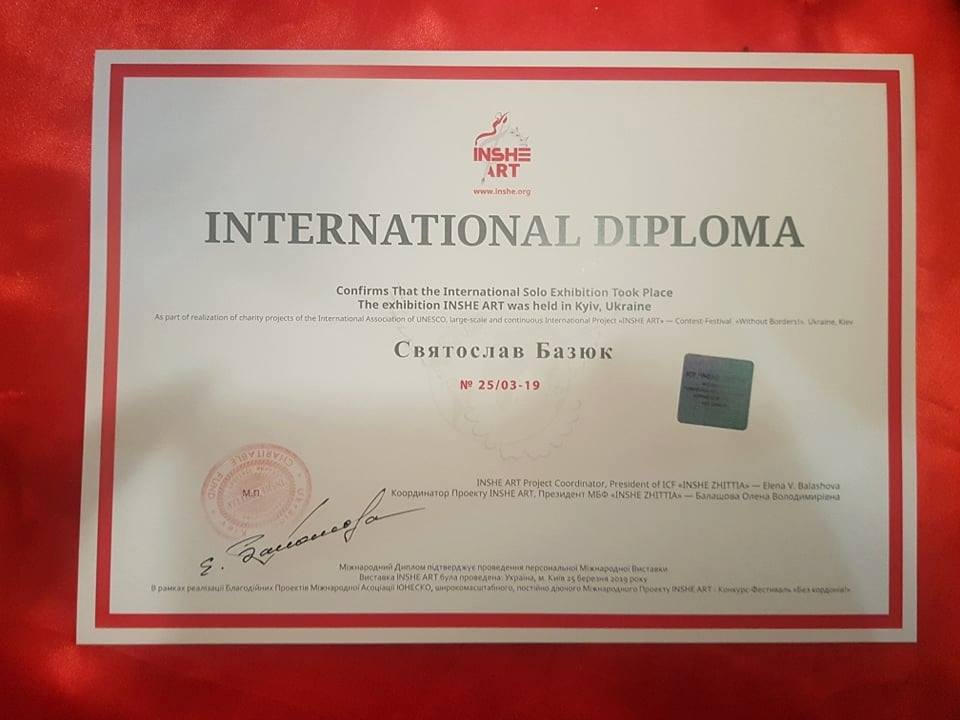 INSHE
ART
www.inshe.org
INTERNATIONAL DIPLOMA
Confirms That the International Solo Exhibition Took Place
The exhibition INSHE ART was held in Kyiv, Ukraine
As part of realization of charity projects of the International Association of UNESCO, large-scale and continuous International Project «INSHE ART» — Contest-Festival «Without Borders!». Ukraine, Kiev
Святослав Базюк
№ 25/03-19
INSHE ART Project Coordinator, President of ICF «INSHE ZHITTIA» — Elena V. Balashova
Координатор Проекту INSHE ART, Президент МБФ «INSHE ZHITTIA» — Балашова Олена Володимирівна
CHARITABLE FUND
М.П.
Міжнародний Диплом підтверджує проведення персональної Міжнародної Виставки
Виставка INSHE ART була проведена: Україна, м. Київ 25 березня 2019 року
В рамках реалізації Благодійних Проектів Міжнародної Асоціації ЮНЕСКО, широкомасштабного, постійно діючого Міжнародного Проекту INSHE ART - Конкурс-Фестиваль «Без кордонів!»